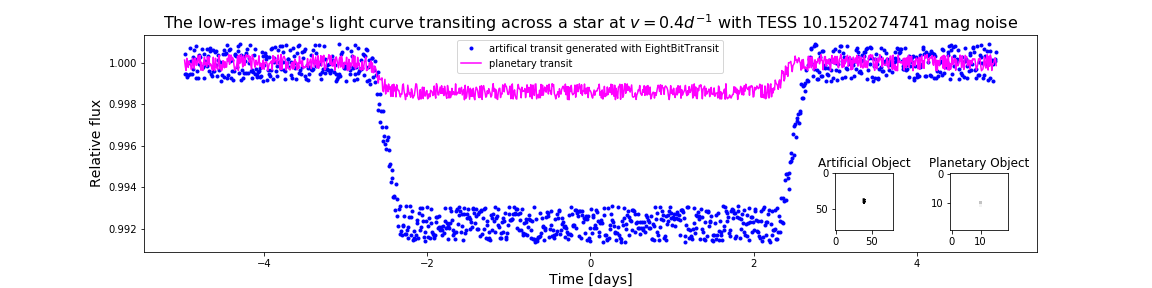 The low-res image's light curve transiting across a star at v = 0.4d⁻¹ with TESS 10.1520274741 mag noise
artifical transit generated with EightBitTransit
planetary transit
Relative flux
1.000
0.998
0.996
0.994
0.992
Artificial Object
0
50
0 50
Planetary Object
0
10
0 10
−4 −2 0 2 4
Time [days]